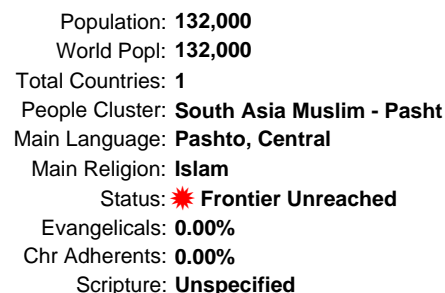 Population: 132,000
World Popl: 132,000
Total Countries: 1
People Cluster: South Asia Muslim - Pasht
Main Language: Pashto, Central
Main Religion: Islam
Status: Frontier Unreached
Evangelicals: 0.00%
Chr Adherents: 0.00%
Scripture: Unspecified